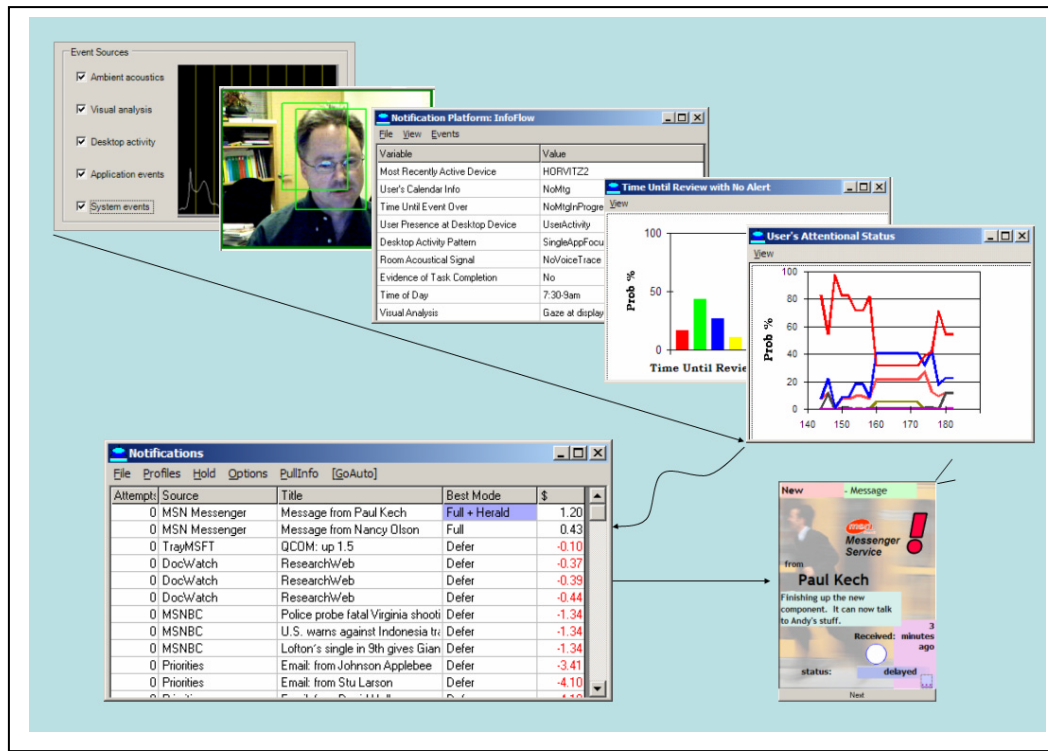 Event Sources
Ambient acoustics
Visual analysis
Desktop activity
Application events
System events
Notification Platform: InfoFlow
File View Events
Variable Value
Most Recently Active Device HORVITZ2
User's Calendar Info NoMtg
Time Until Event Over NoMtgInProgre
User Presence at Desktop Device UserActivity
Desktop Activity Pattern SingleAppFocu
Room Acoustical Signal NoVoiceTrace
Evidence of Task Completion No
Time of Day 7:30-9am
Visual Analysis Gaze at display
Time Until Review with No Alert
View
100
50
0
Prob %
Time Until Revie
User's Attentional Status
View
100
80
60
40
20
0
Prob %
140 150 160 170 180
Notifications
File Profiles Hold Options PullInfo [GoAuto]
Attempts Source Title Best Mode $
0 MSN Messenger Message from Paul Kech Full + Herald 1.20
0 MSN Messenger Message from Nancy Olson Full 0.43
0 TrayMSFT QCOM: up 1.5 Defer -0.10
0 DocWatch ResearchWeb Defer -0.37
0 DocWatch ResearchWeb Defer -0.39
0 DocWatch ResearchWeb Defer -0.44
0 MSNBC Police probe fatal Virginia shooti Defer -1.34
0 MSNBC U.S. warns against Indonesia tra Defer -1.34
0 MSNBC Lofton's single in 9th gives Gian Defer -1.34
0 Priorities Email: from Johnson Applebee Defer -3.41
0 Priorities Email: from Stu Larson Defer -4.10
New - Message
msn
Messenger
Service
from
Paul Kech
Finishing up the new
component. It can now talk
to Andy's stuff.
Received: 3 minutes ago
status: delayed
Next